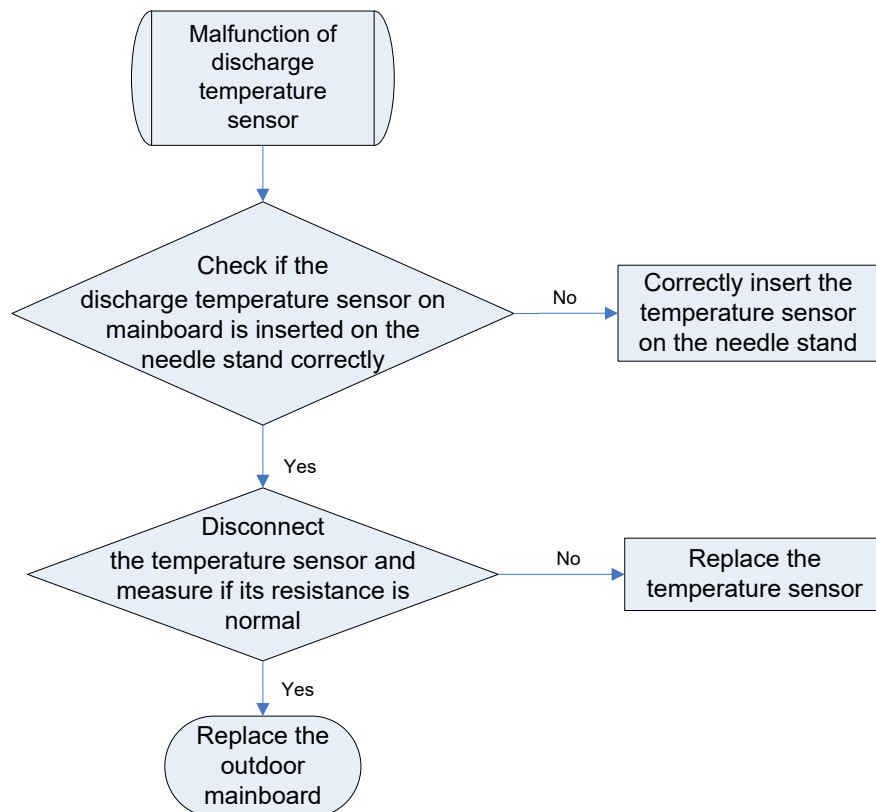 Malfunction of
discharge
temperature
sensor
Check if the
discharge temperature sensor on
mainboard is inserted on the
needle stand correctly
No
Correctly insert the
temperature sensor
on the needle stand
Yes
Disconnect
the temperature sensor and
measure if its resistance is
normal
No
Replace the
temperature sensor
Yes
Replace the
outdoor
mainboard